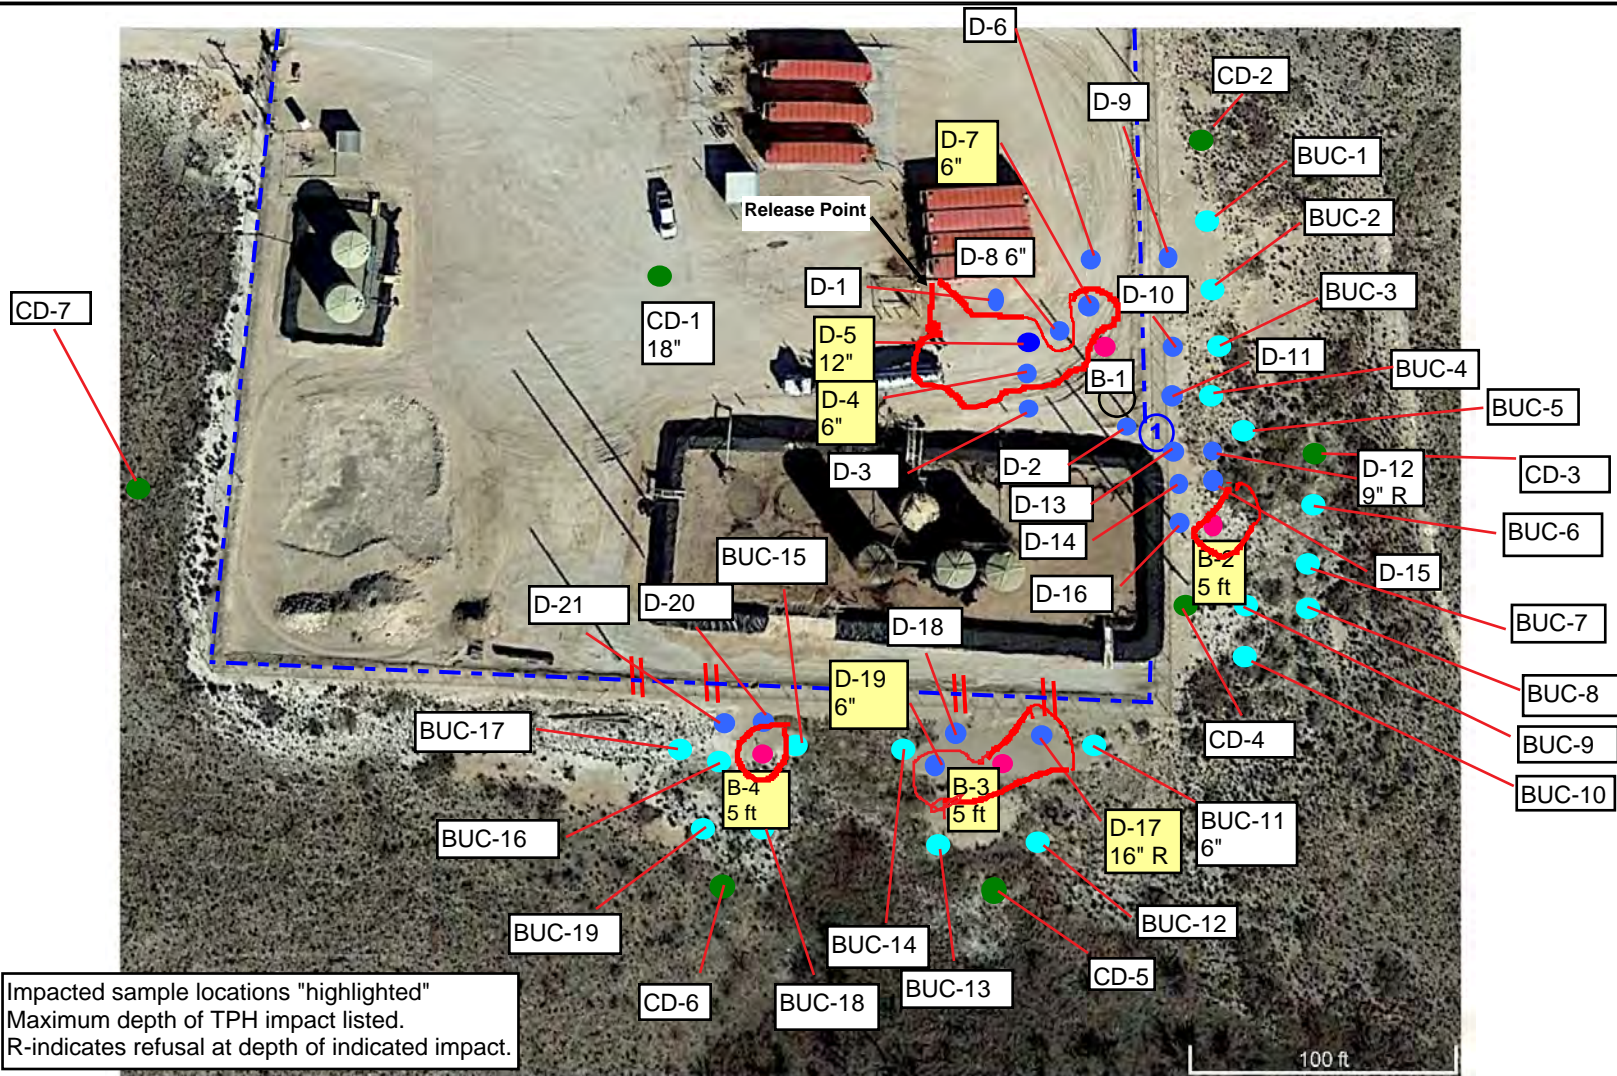 D-6
CD-2
D-9
D-7
6"
BUC-1
Release Point
BUC-2
D-8 6"
D-1
D-10
BUC-3
CD-7
CD-1
18"
D-5
12"
D-11
B-1
BUC-4
D-4
6"
BUC-5
1
D-3
D-2
D-12
9" R
CD-3
D-13
BUC-6
D-14
BUC-15
B-2
5 ft
D-15
D-21
D-20
D-16
BUC-7
D-18
D-19
6"
BUC-8
BUC-17
CD-4
BUC-9
B-4
5 ft
B-3
5 ft
BUC-10
BUC-16
D-17
16" R
BUC-11
6"
BUC-19
BUC-14
BUC-12
BUC-13
CD-5
CD-6
BUC-18
Impacted sample locations "highlighted"
Maximum depth of TPH impact listed.
R-indicates refusal at depth of indicated impact.
100 ft